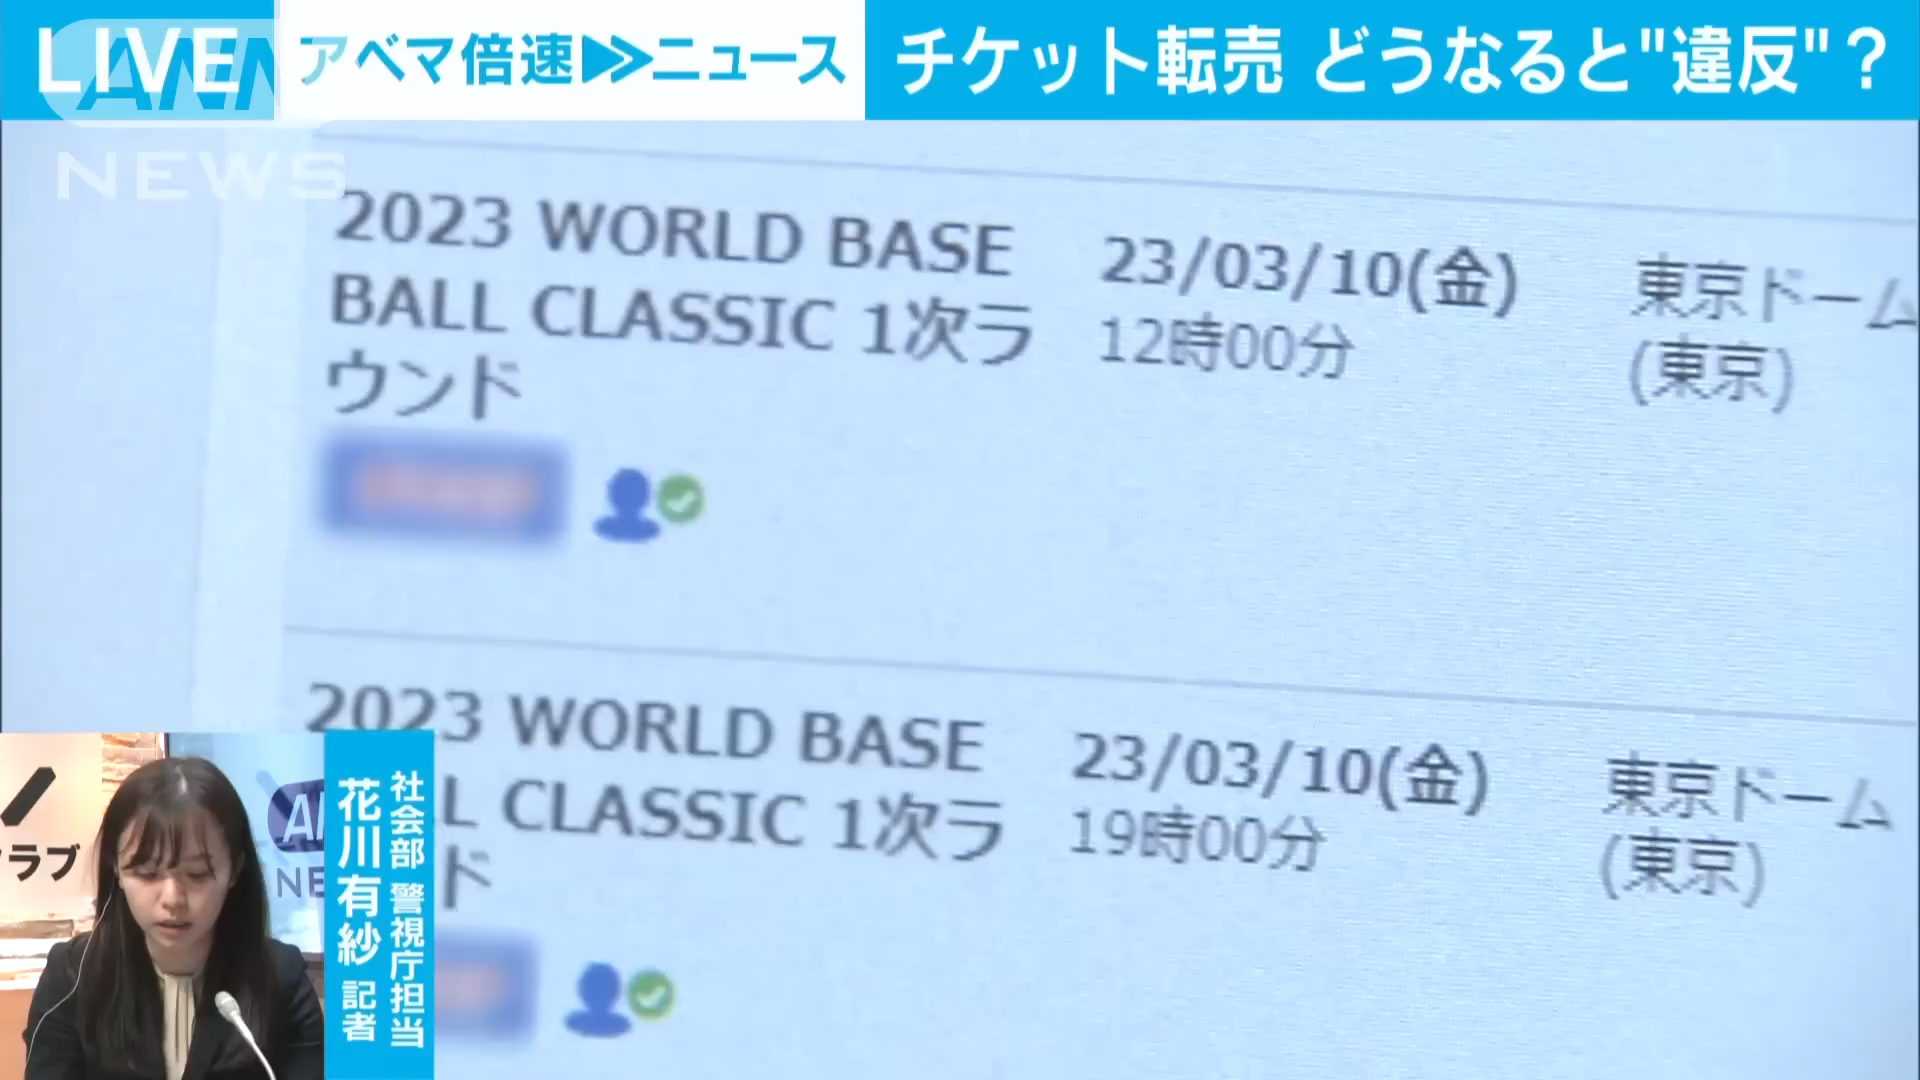 LIVE
ANN
NEWS
アベマ倍速▶≫ニュース
チケット転売 どうなると"違反"？
2023 WORLD BASE
BALL CLASSIC 1次ラ
ウンド
23/03/10(金)
12時00分
東京ドーム
(東京)
2023 WORLD BASE
L CLASSIC 1次ラ
ド
23/03/10(金)
19時00分
東京ドーム
(東京)
社会部 警視庁担当
花川有紗 記者
ラブ
AN
NE